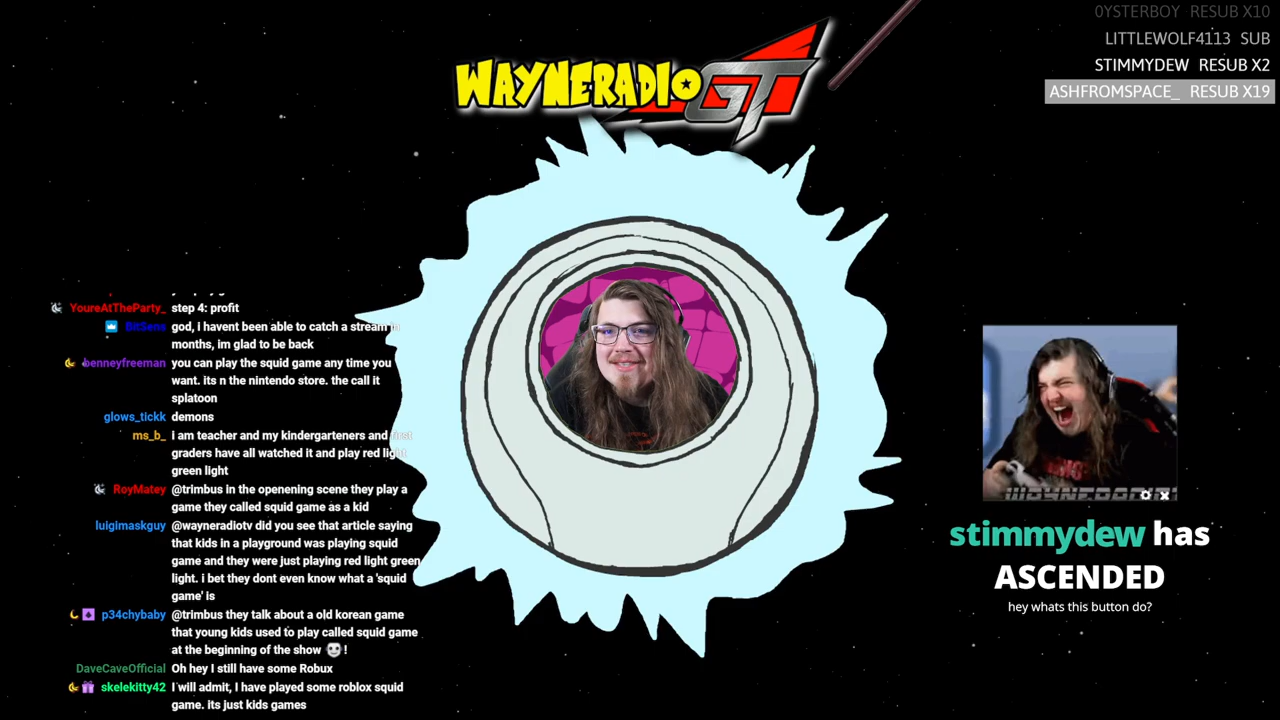 WAYNERADIO GT
0YSTERBOY RESUB X10
LITTLEWOLF4113 SUB
STIMMYDEW RESUB X2
ASHFROMSPACE_ RESUB X19
YoureAtTheParty_ step 4: profit
BitSens god, i havent been able to catch a stream in
months, im glad to be back
benneyfreeman you can play the squid game any time you
want. its n the nintendo store. the call it
splatoon
glows_tickk demons
ms_b_ i am teacher and my kindergarteners and first
graders have all watched it and play red light
green light
RoyMatey @trimbus in the openening scene they play a
game they called squid game as a kid
luigimaskguy @wayneradiotv did you see that article saying
that kids in a playground was playing squid
game and they were just playing red light green
light. i bet they dont even know what a 'squid
game' is
p34chybaby @trimbus they talk about a old korean game
that young kids used to play called squid game
at the beginning of the show !
DaveCaveOfficial Oh hey I still have some Robux
skelekitty42 I will admit, I have played some roblox squid
game. its just kids games
stimmydew has
ASCENDED
hey whats this button do?